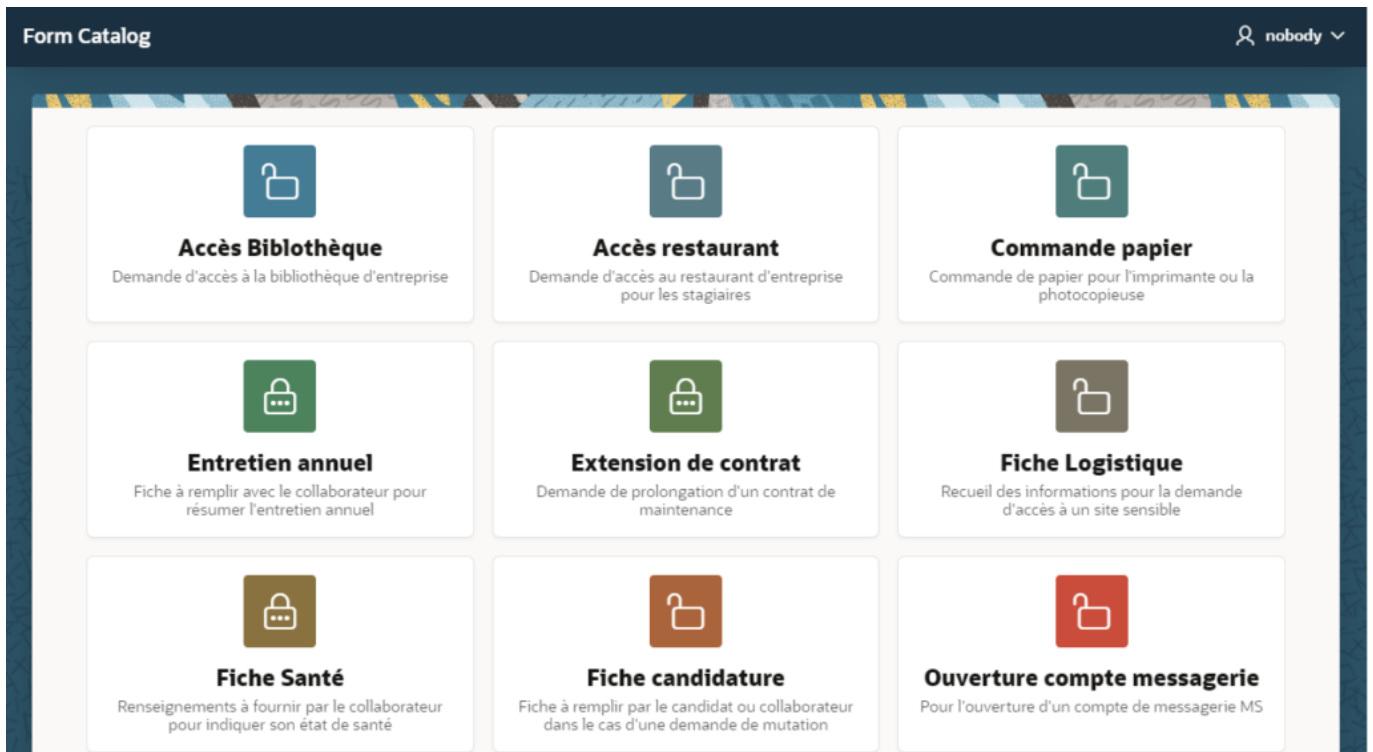 Form Catalog
nobody
Accès Biblothèque
Demande d'accès à la bibliothèque d'entreprise
Accès restaurant
Demande d'accès au restaurant d'entreprise
pour les stagiaires
Commande papier
Commande de papier pour l'imprimante ou la
photocopieuse
Entretien annuel
Fiche à remplir avec le collaborateur pour
résumer l'entretien annuel
Extension de contrat
Demande de prolongation d'un contrat de
maintenance
Fiche Logistique
Recueil des informations pour la demande
d'accès à un site sensible
Fiche Santé
Renseignements à fournir par le collaborateur
pour indiquer son état de santé
Fiche candidature
Fiche à remplir par le candidat ou collaborateur
dans le cas d'une demande de mutation
Ouverture compte messagerie
Pour l'ouverture d'un compte de messagerie MS